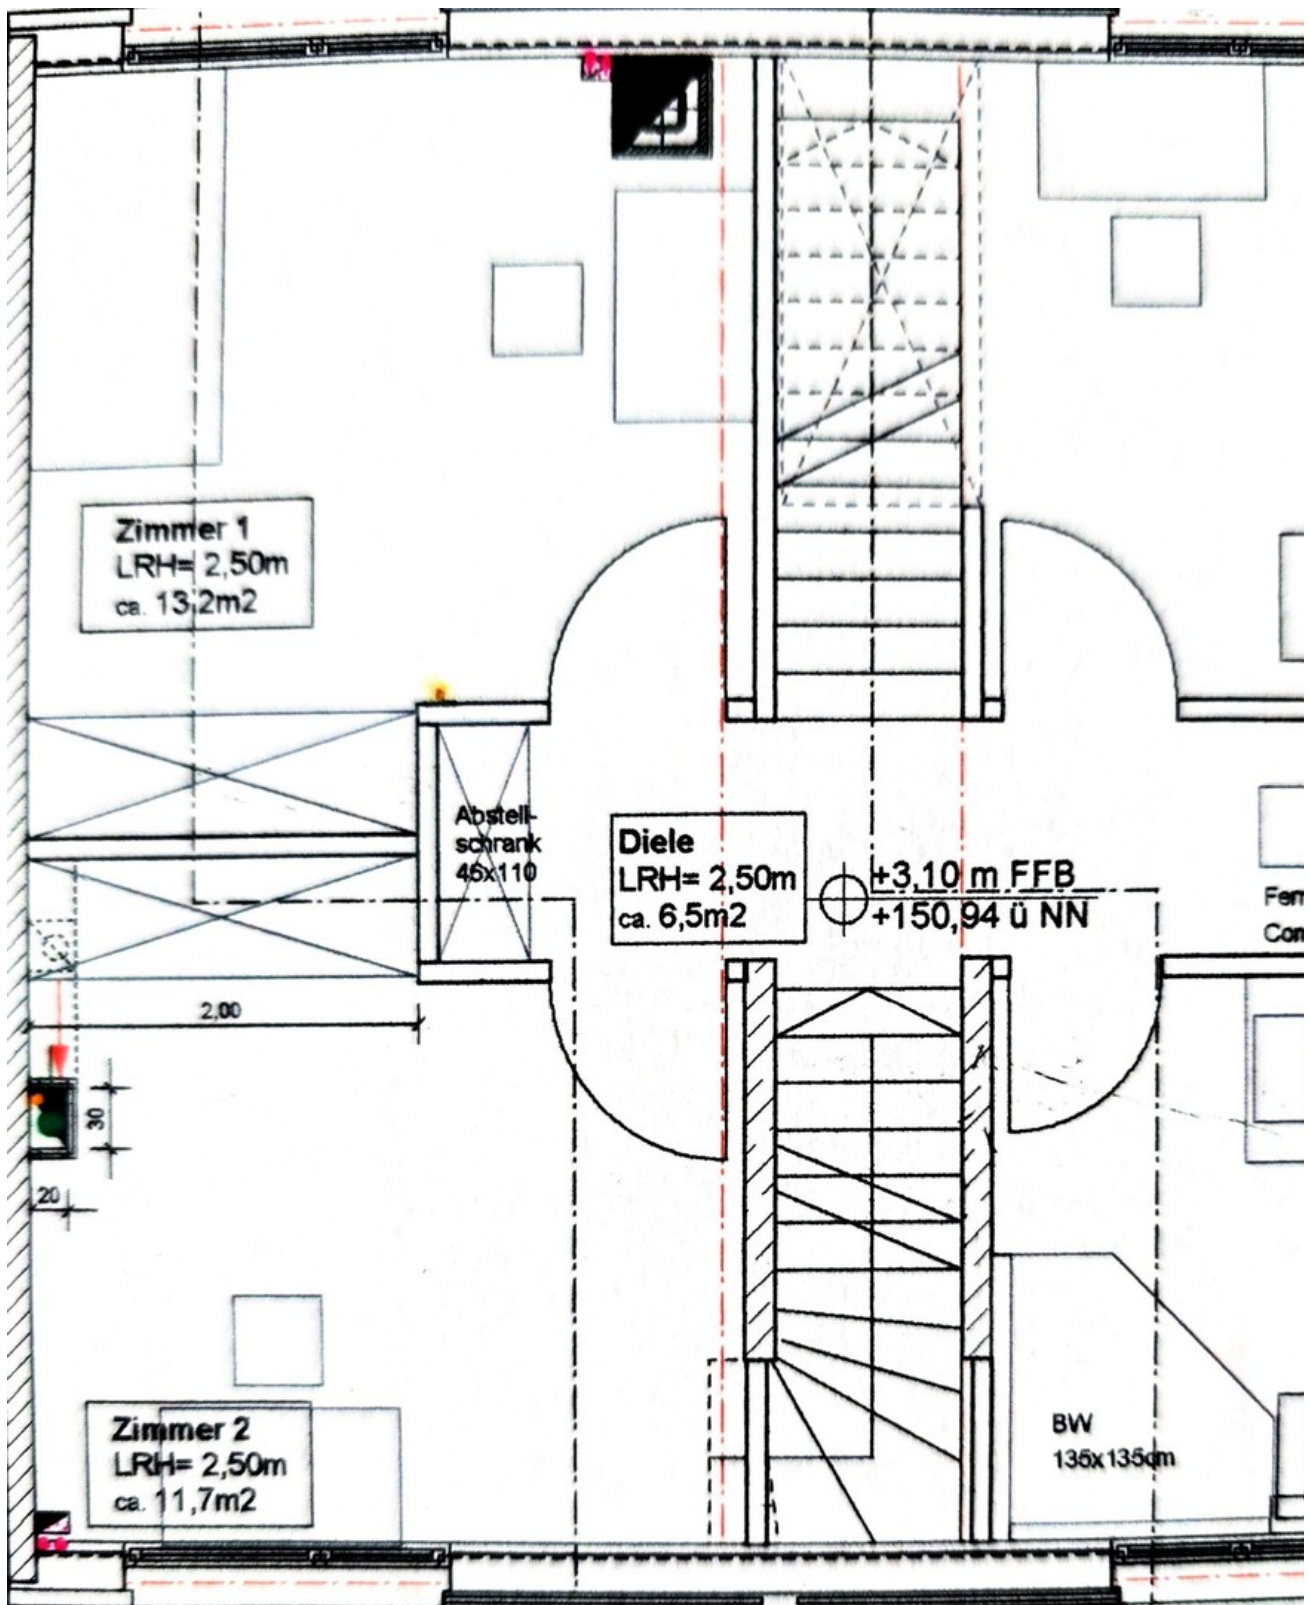 Zimmer 1
LRH= 2,50m
ca. 13,2m2
Abstell-
schrank
45x110
Diele
LRH= 2,50m
ca. 6,5m2
+3,10 m FFB
+150,94 ü NN
2,00
30
20
Zimmer 2
LRH= 2,50m
ca. 11,7m2
BW
135x135cm